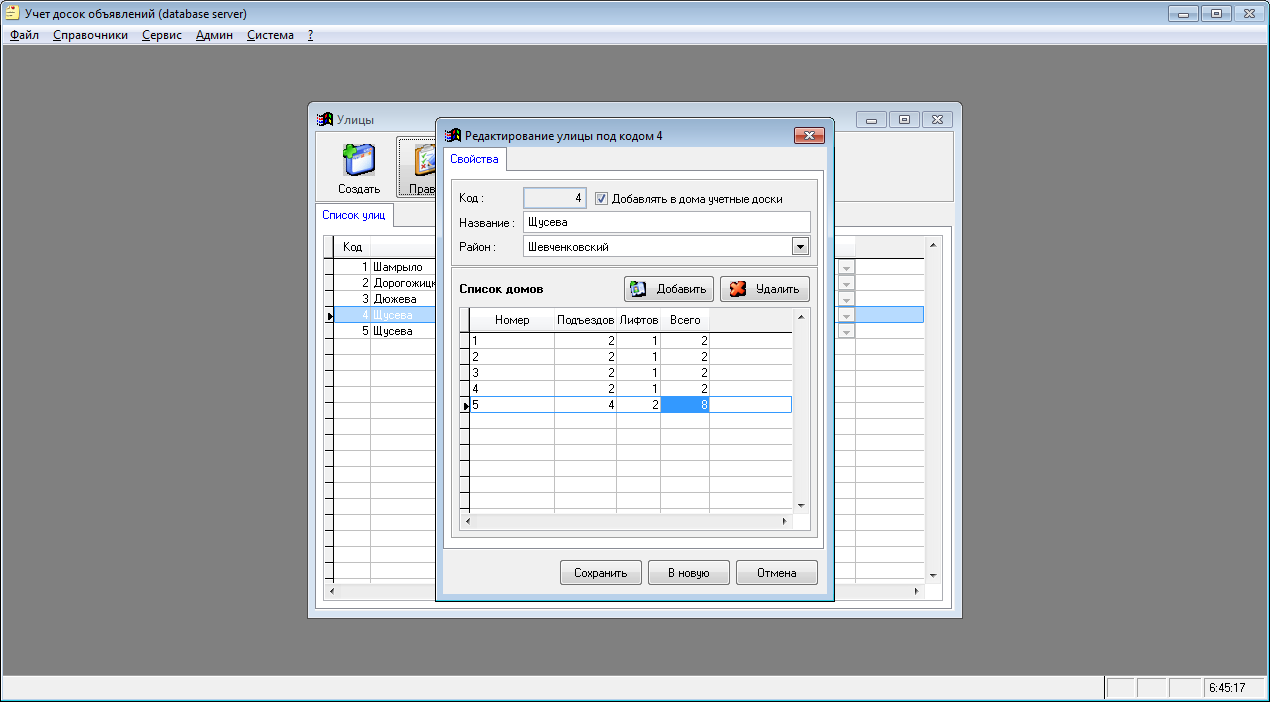 Учет досок объявлений (database server)
Файл Справочники Сервис Админ Система ?
Улицы
Создать
Прав
Список улиц
Код
1 Шамрыло
2 Дорогожиц
3 Дюжева
4 Щусева
5 Щусева
Редактирование улицы под кодом 4
Свойства
Код : 4 Добавлять в дома учетные доски
Название : Щусева
Район : Шевченковский
Список домов Добавить Удалить
Номер Подъездов Лифтов Всего
1 2 1 2
2 2 1 2
3 2 1 2
4 2 1 2
5 4 2 8
Сохранить В новую Отмена
6:45:17